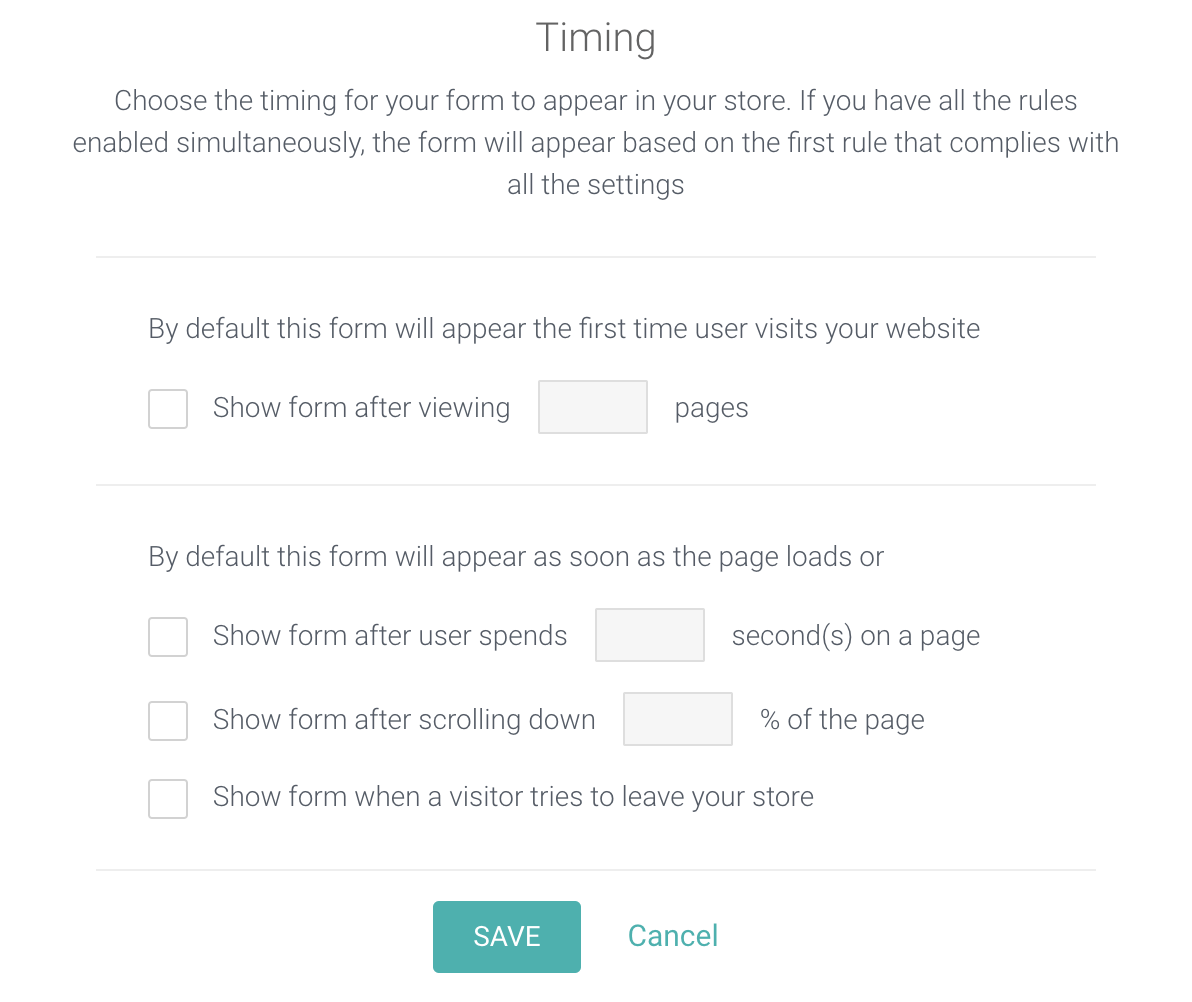 Timing
Choose the timing for your form to appear in your store. If you have all the rules
enabled simultaneously, the form will appear based on the first rule that complies with
all the settings
By default this form will appear the first time user visits your website
Show form after viewing pages
By default this form will appear as soon as the page loads or
Show form after user spends second(s) on a page
Show form after scrolling down % of the page
Show form when a visitor tries to leave your store
SAVE Cancel